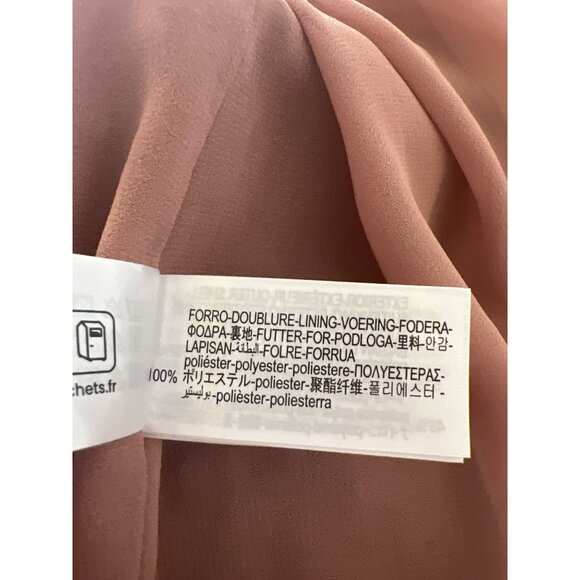 FORRO-DOUBLURE-LINING-VOERING-FODERA-
ΦΟΔΡΑ-裏地-FUTTER-FOR-PODLOGA-里料-안감-
LAPISAN-البطانة-FOLRE-FORRUA
poliéster-polyester-poliestere-ΠΟΛΥΕΣΤΕΡΑΣ-
100% ポリエステル-poliester-聚酯纤维-폴리에스터-
بوليستير-polièster-poliesterra
chets.fr